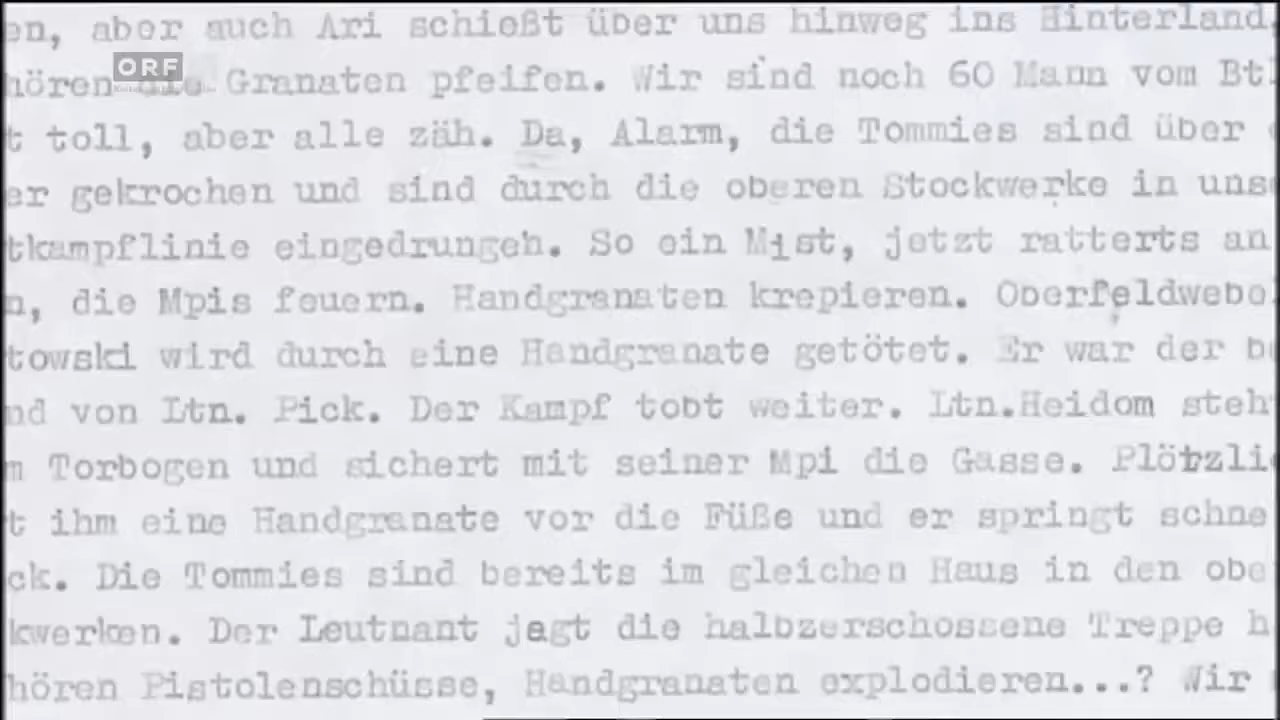 en, aber auch Ari schießt über uns hinweg ins Hinterland,
ORF
hören die Granaten pfeifen. Wir sind noch 60 Mann vom Btl
t toll, aber alle zäh. Da, Alarm, die Tommies sind über
er gekrochen und sind durch die oberen Stockwerke in uns
tkampflinie eingedrungen. So ein Mist, jetzt ratterts an
n, die Mpis feuern. Handgranaten krepieren. Oberfeldwebel
towski wird durch eine Handgranate getötet. Er war der b
nd von Ltn. Pick. Der Kampf tobt weiter. Ltn.Heidom steh
m Torbogen und sichert mit seiner Mpi die Gasse. Plötzli
t ihm eine Handgranate vor die Füße und er springt schne
ck. Die Tommies sind bereits im gleichen Haus in den obe
kwerken. Der Leutnant jagt die halbzerschossene Treppe h
hören Pistolenschüsse, Handgranaten explodieren...? Wir